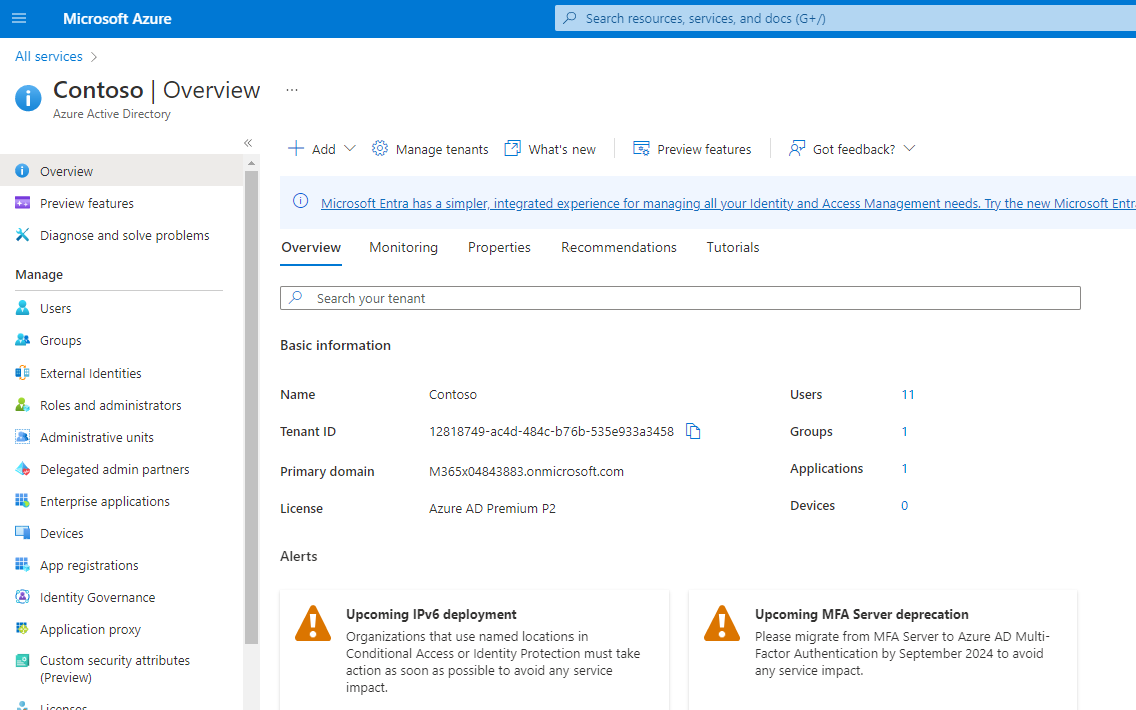 Microsoft Azure
Search resources, services, and docs (G+/)
All services
Contoso | Overview
...
Azure Active Directory
Overview
Preview features
Diagnose and solve problems
Manage
Users
Groups
External Identities
Roles and administrators
Administrative units
Delegated admin partners
Enterprise applications
Devices
App registrations
Identity Governance
Application proxy
Custom security attributes
(Preview)
Licenses
Add
Manage tenants
What's new
Preview features
Got feedback?
Microsoft Entra has a simpler, integrated experience for managing all your Identity and Access Management needs. Try the new Microsoft Entra
Overview
Monitoring
Properties
Recommendations
Tutorials
Search your tenant
Basic information
Name Contoso
Tenant ID 12818749-ac4d-484c-b76b-535e933a3458
Primary domain M365x04843883.onmicrosoft.com
License Azure AD Premium P2
Users 11
Groups 1
Applications 1
Devices 0
Alerts
Upcoming IPv6 deployment
Organizations that use named locations in
Conditional Access or Identity Protection must take
action as soon as possible to avoid any service
impact.
Upcoming MFA Server deprecation
Please migrate from MFA Server to Azure AD Multi-
Factor Authentication by September 2024 to avoid
any service impact.